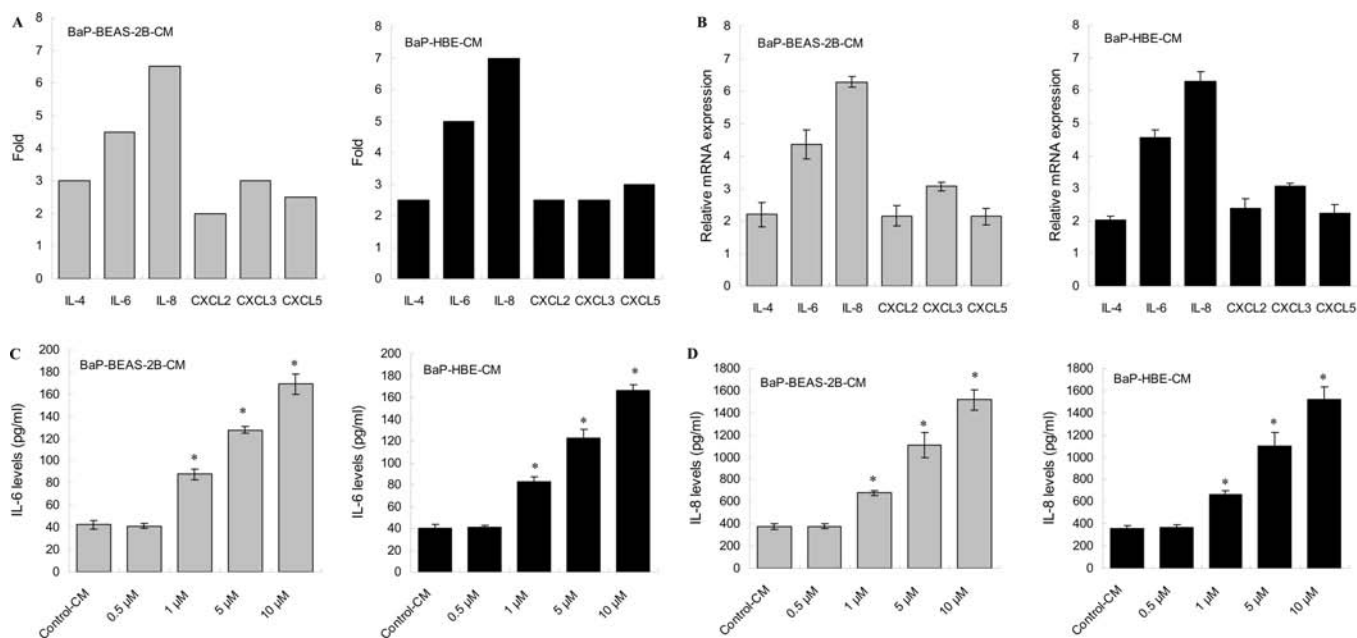 A
BaP-BEAS-2B-CM
8
7
6
5
4
3
2
1
0
Fold
IL-4 IL-6 IL-8 CXCL2 CXCL3 CXCL5
BaP-HBE-CM
8
7
6
5
4
3
2
1
0
Fold
IL-4 IL-6 IL-8 CXCL2 CXCL3 CXCL5
B
BaP-BEAS-2B-CM
8
7
6
5
4
3
2
1
0
Relative mRNA expression
IL-4 IL-6 IL-8 CXCL2 CXCL3 CXCL5
BaP-HBE-CM
8
7
6
5
4
3
2
1
0
Relative mRNA expression
IL-4 IL-6 IL-8 CXCL2 CXCL3 CXCL5
C
BaP-BEAS-2B-CM
200
180
160
140
120
100
80
60
40
20
0
IL-6 levels (pg/ml)
* * *
Control-CM 0.5 μM 1 μM 5 μM 10 μM
BaP-HBE-CM
200
180
160
140
120
100
80
60
40
20
0
IL-6 levels (pg/ml)
* * *
Control-CM 0.5 μM 1 μM 5 μM 10 μM
D
BaP-BEAS-2B-CM
1800
1600
1400
1200
1000
800
600
400
200
0
IL-8 levels (pg/ml)
* * *
Control-CM 0.5 μM 1 μM 5 μM 10 μM
BaP-HBE-CM
1800
1600
1400
1200
1000
800
600
400
200
0
IL-8 levels (pg/ml)
* * *
Control-CM 0.5 μM 1 μM 5 μM 10 μM